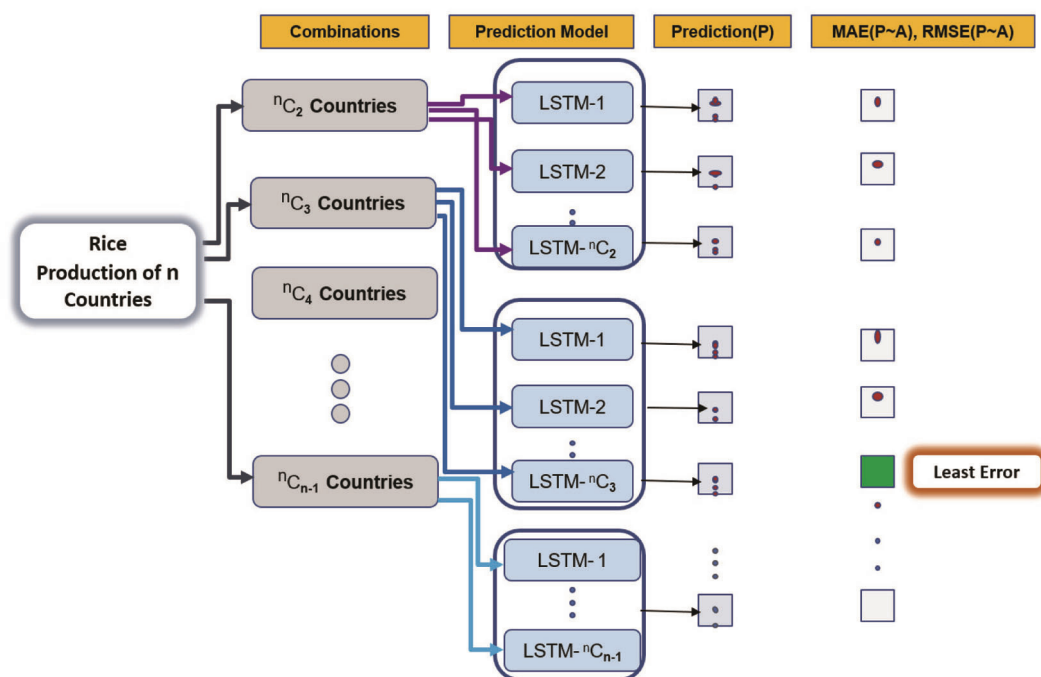 Combinations
Prediction Model
Prediction(P)
MAE(P~A), RMSE(P~A)
Rice
Production of n
Countries
ⁿC₂ Countries
ⁿC₃ Countries
ⁿC₄ Countries
ⁿCₙ₋₁ Countries
LSTM-1
LSTM-2
LSTM- ⁿC₂
LSTM-1
LSTM-2
LSTM- ⁿC₃
LSTM- 1
LSTM- ⁿCₙ₋₁
Least Error